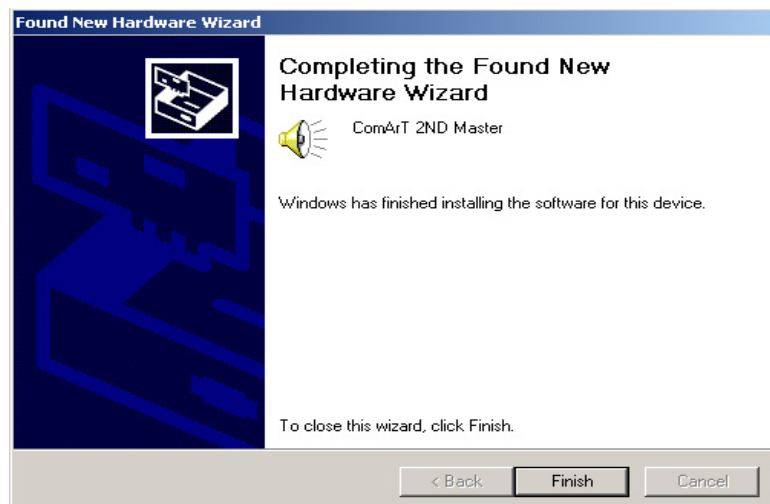 Found New Hardware Wizard
Completing the Found New
Hardware Wizard
ComArT 2ND Master
Windows has finished installing the software for this device.
To close this wizard, click Finish.
< Back Finish Cancel